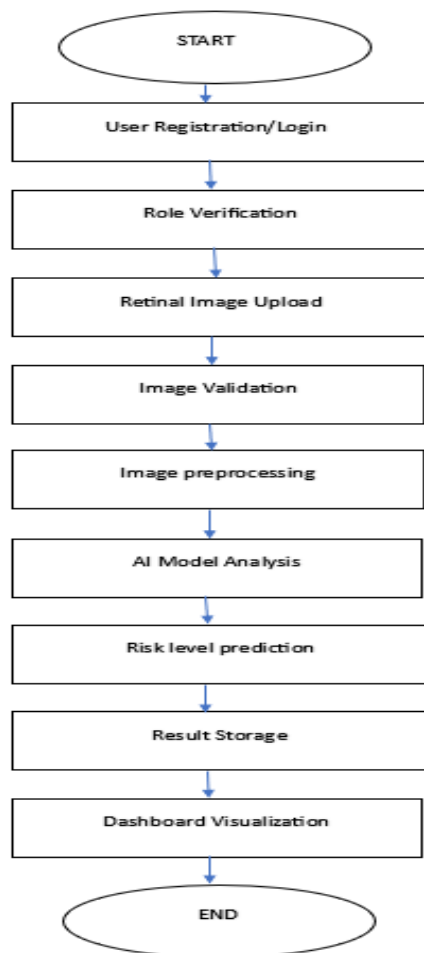 START
User Registration/Login
Role Verification
Retinal Image Upload
Image Validation
Image preprocessing
AI Model Analysis
Risk level prediction
Result Storage
Dashboard Visualization
END